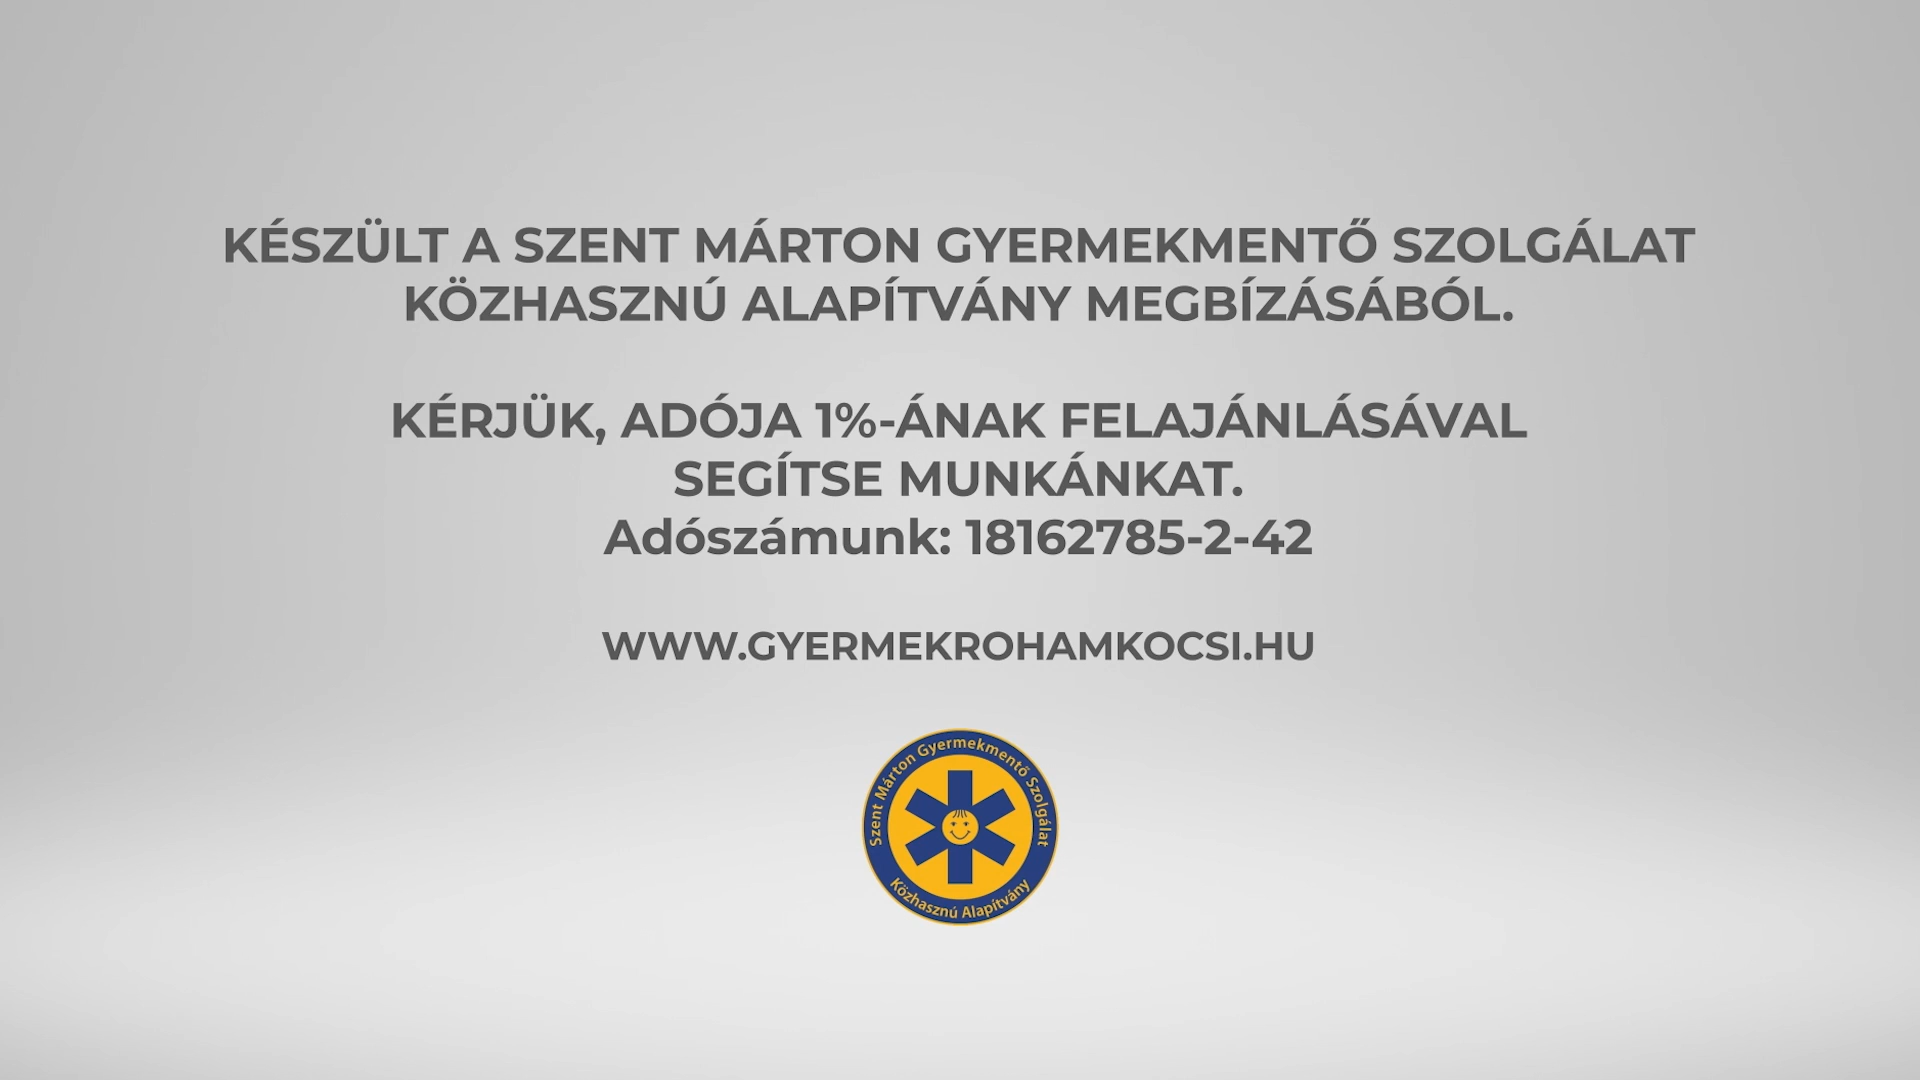 KÉSZÜLT A SZENT MÁRTON GYERMEKMENTŐ SZOLGÁLAT
KÖZHASZNÚ ALAPÍTVÁNY MEGBÍZÁSÁBÓL.
KÉRJÜK, ADÓJA 1%-ÁNAK FELAJÁNLÁSÁVAL
SEGÍTSE MUNKÁNKAT.
Adószámunk: 18162785-2-42
WWW.GYERMEKROHAMKOCSI.HU
Szent Márton Gyermekmentő Szolgálat
Közhasznú Alapítvány